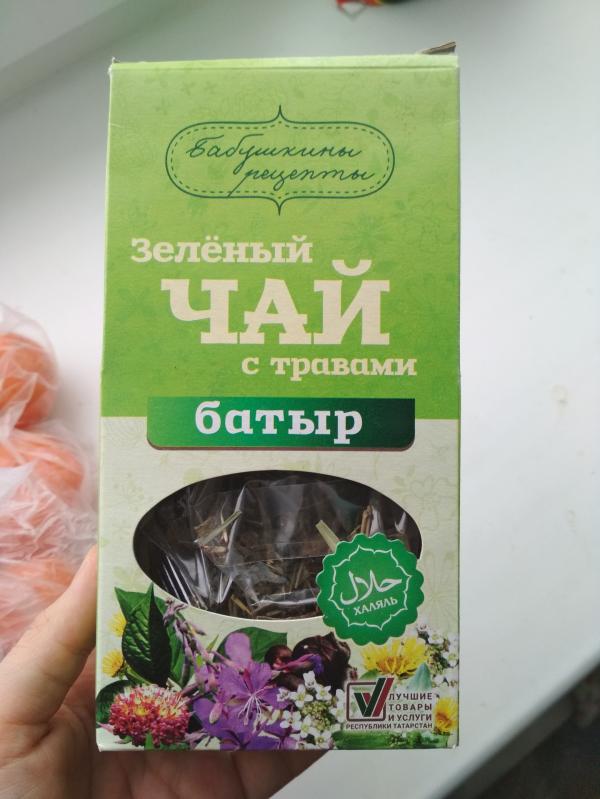 Бабушкины
рецепты
Зелёный
ЧАЙ
с травами
батыр
حلال
ХАЛЯЛЬ
ЛУЧШИЕ
ТОВАРЫ
И УСЛУГИ
РЕСПУБЛИКИ ТАТАРСТАН